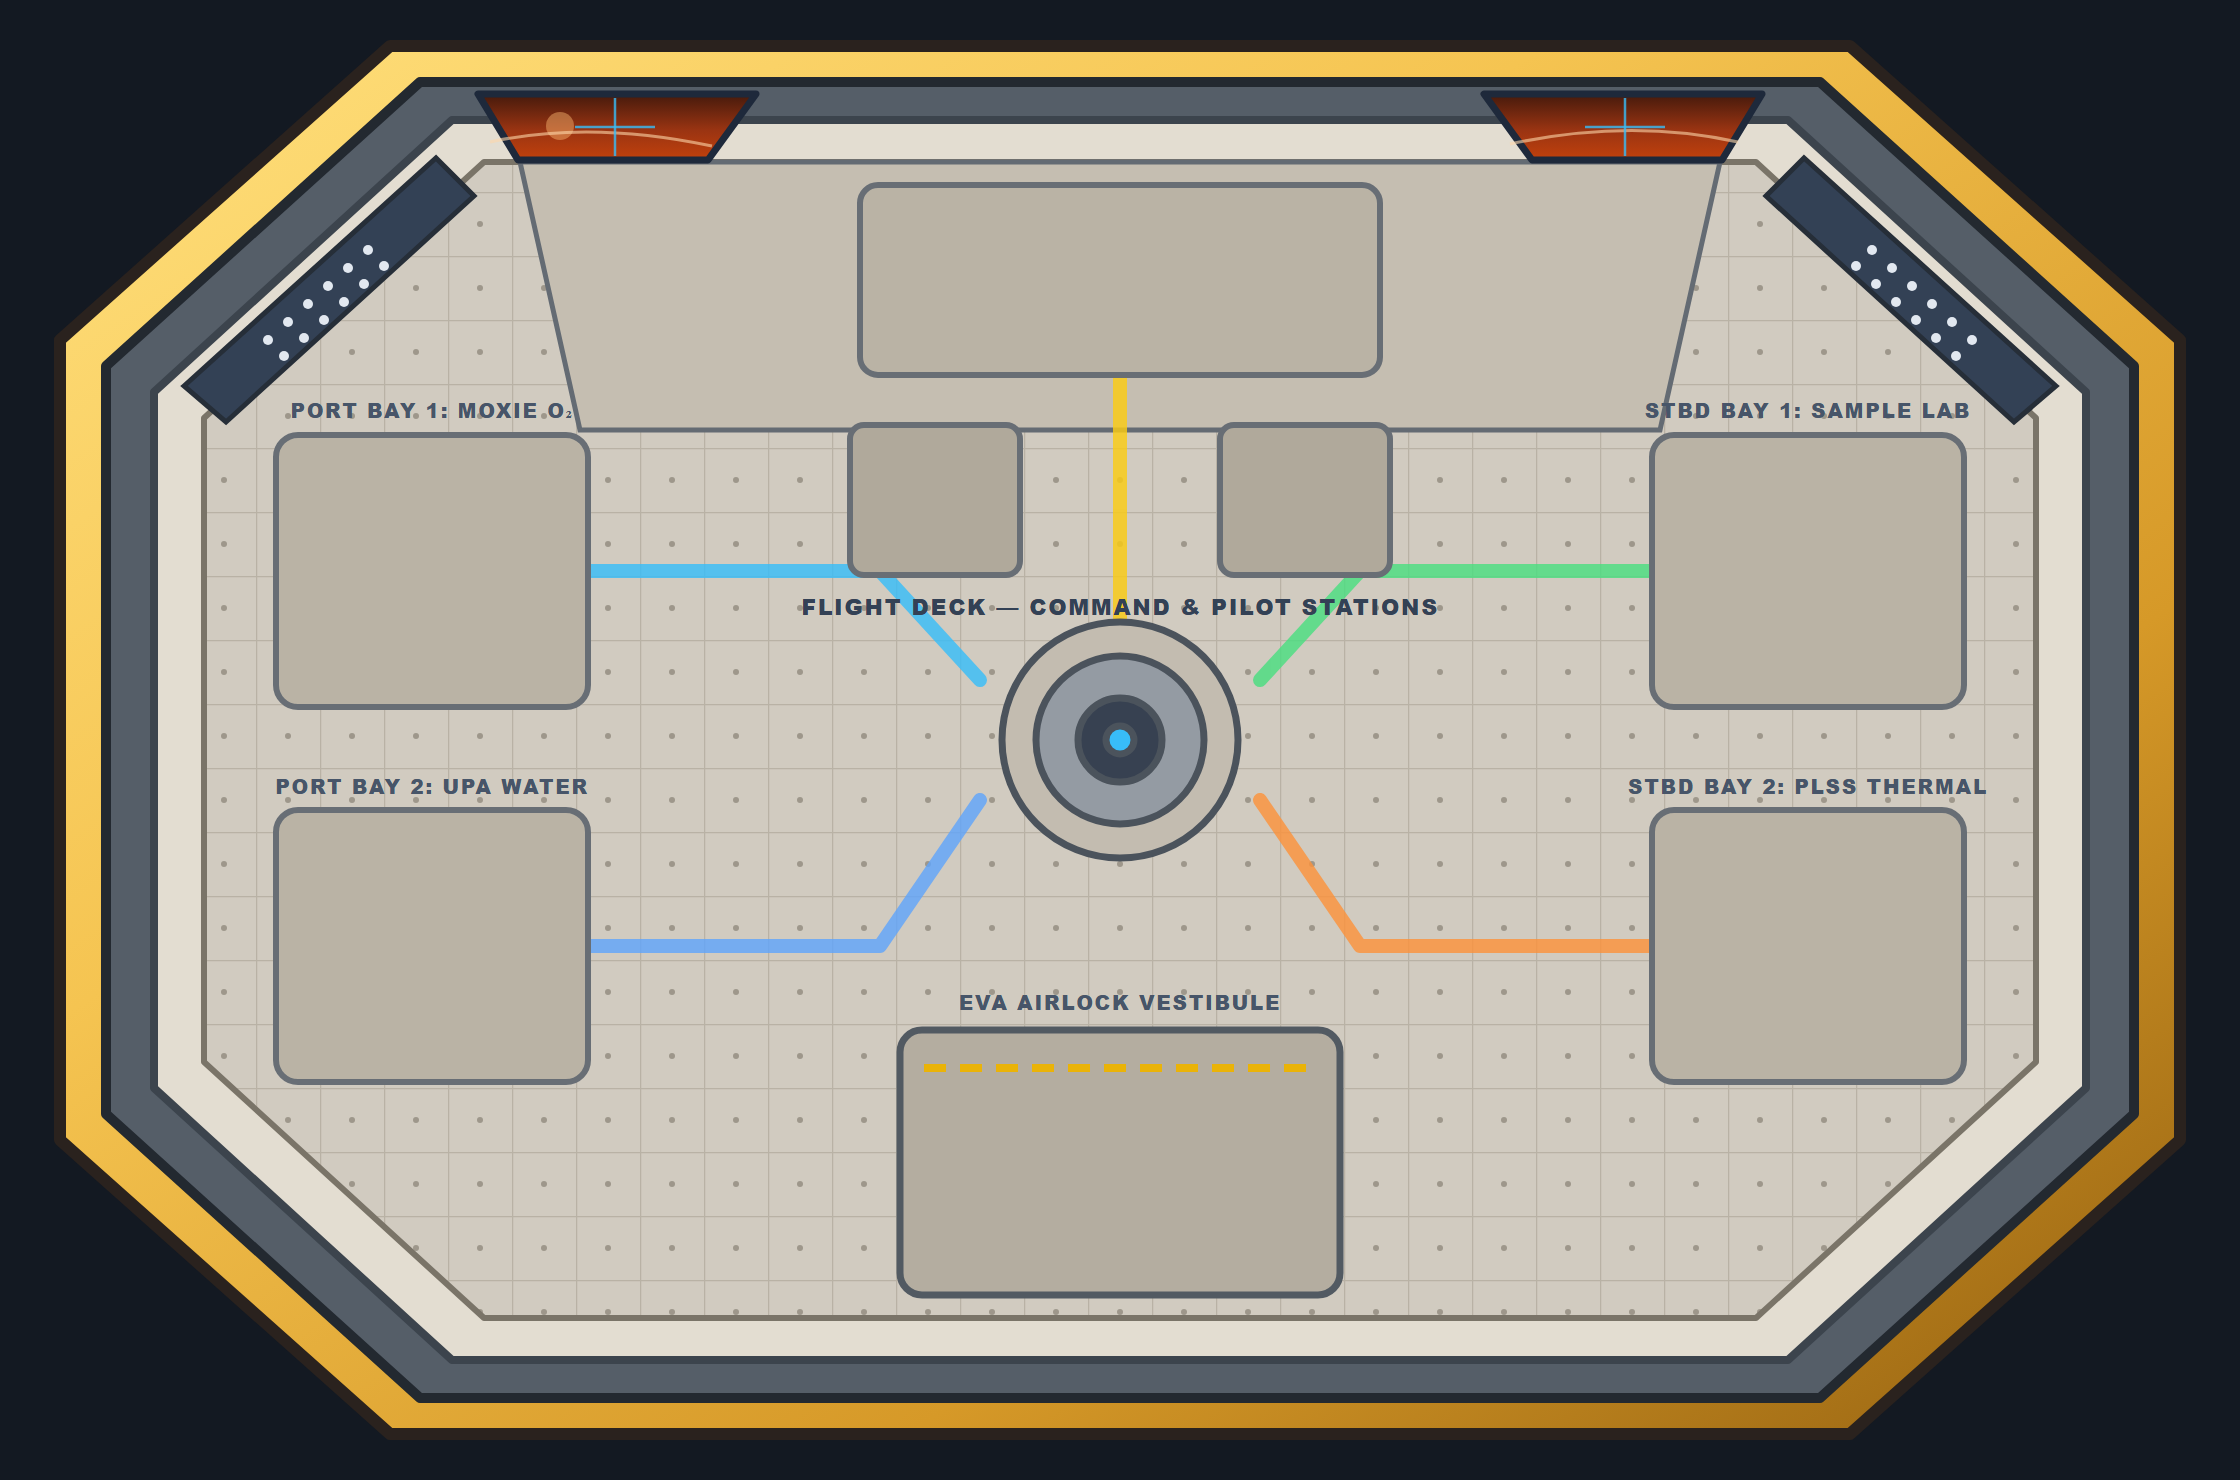 PORT BAY 1: MOXIE O₂
STBD BAY 1: SAMPLE LAB
FLIGHT DECK — COMMAND & PILOT STATIONS
PORT BAY 2: UPA WATER
STBD BAY 2: PLSS THERMAL
EVA AIRLOCK VESTIBULE